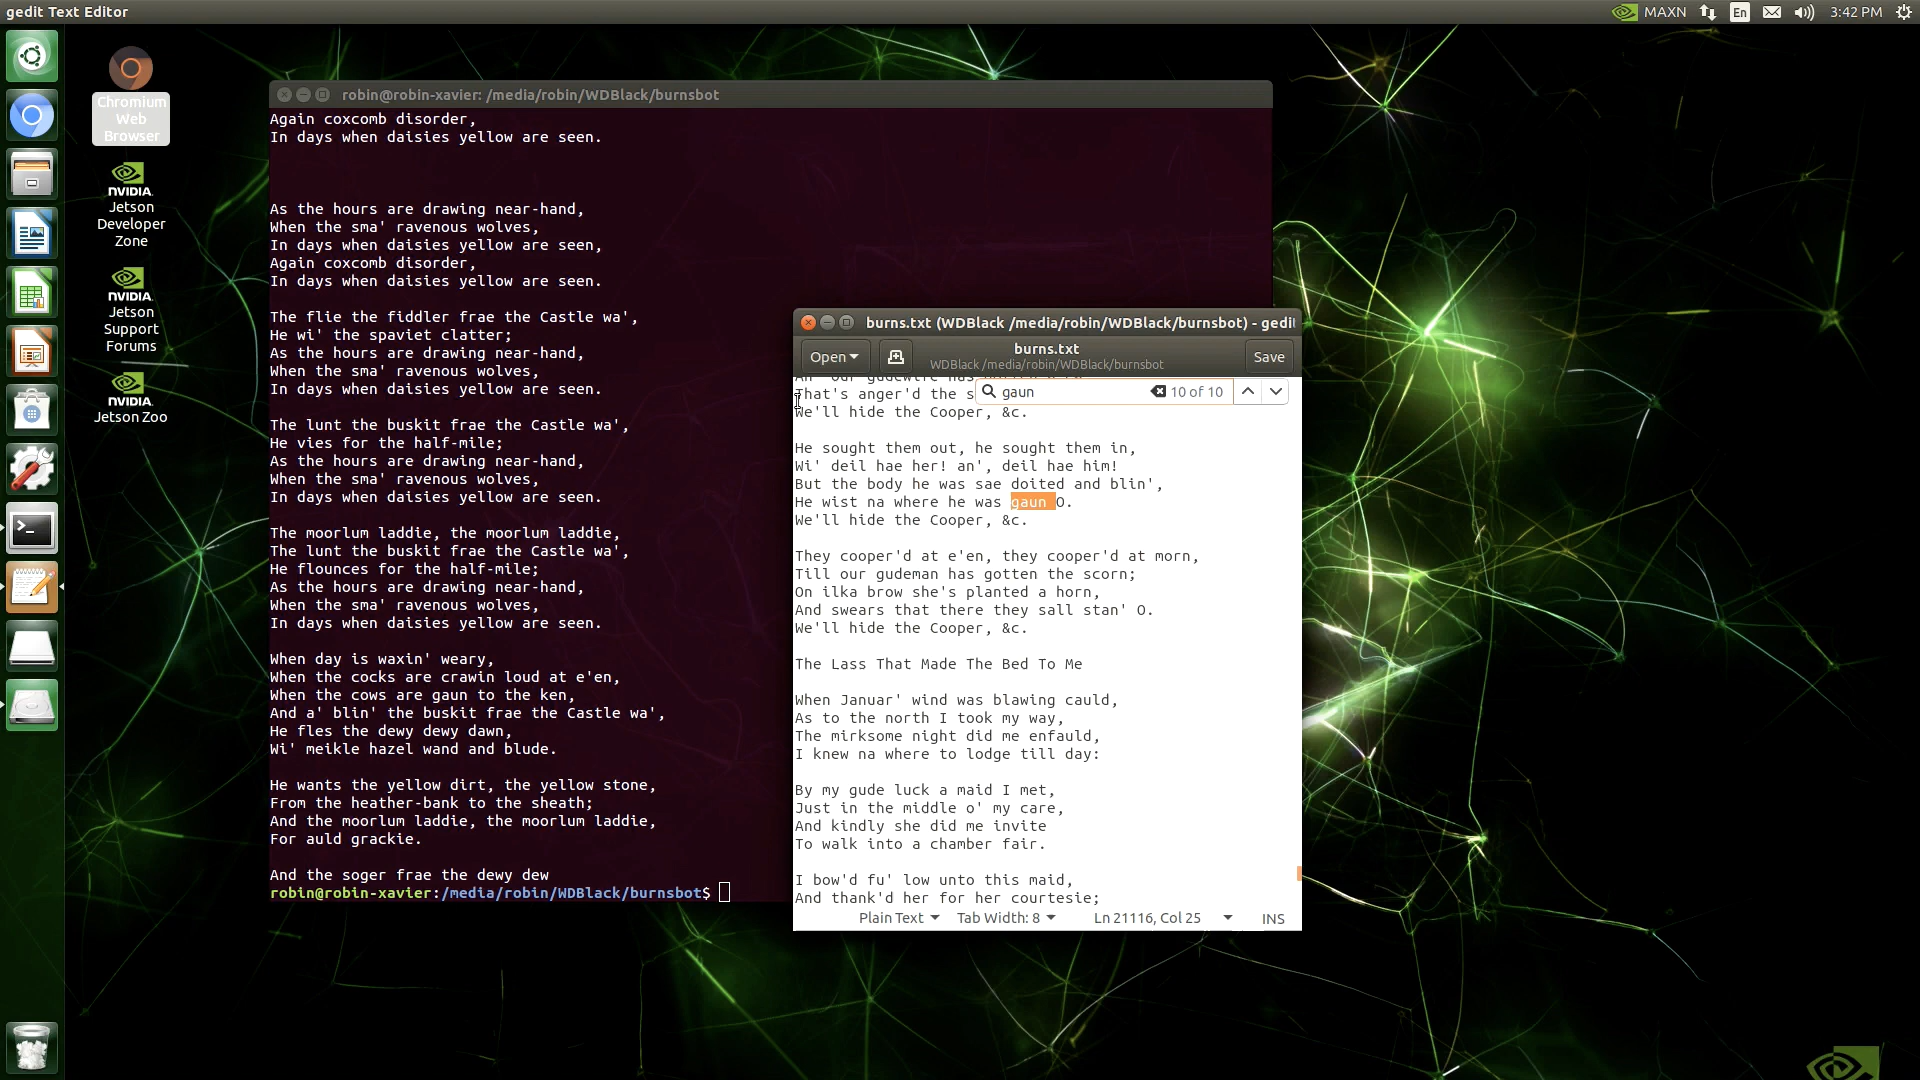 gedit Text Editor
MAXN
En
3:42 PM
Chromium
Web
Browser
NVIDIA.
Jetson
Developer
Zone
NVIDIA.
Jetson
Support
Forums
NVIDIA.
Jetson Zoo
robin@robin-xavier: /media/robin/WDBlack/burnsbot
Again coxcomb disorder,
In days when daisies yellow are seen.
As the hours are drawing near-hand,
When the sma' ravenous wolves,
In days when daisies yellow are seen,
Again coxcomb disorder,
In days when daisies yellow are seen.
The flie the fiddler frae the Castle wa',
He wi' the spaviet clatter;
As the hours are drawing near-hand,
When the sma' ravenous wolves,
In days when daisies yellow are seen.
The lunt the buskit frae the Castle wa',
He vies for the half-mile;
As the hours are drawing near-hand,
When the sma' ravenous wolves,
In days when daisies yellow are seen.
The moorlum laddie, the moorlum laddie,
The lunt the buskit frae the Castle wa',
He flounces for the half-mile;
As the hours are drawing near-hand,
When the sma' ravenous wolves,
In days when daisies yellow are seen.
When day is waxin' weary,
When the cocks are crawin loud at e'en,
When the cows are gaun to the ken,
And a' blin' the buskit frae the Castle wa',
He fles the dewy dewy dawn,
Wi' meikle hazel wand and blude.
He wants the yellow dirt, the yellow stone,
From the heather-bank to the sheath;
And the moorlum laddie, the moorlum laddie,
For auld grackie.
And the soger frae the dewy dew
robin@robin-xavier:/media/robin/WDBlack/burnsbot$
burns.txt (WDBlack /media/robin/WDBlack/burnsbot) - gedit
Open
burns.txt
WDBlack /media/robin/WDBlack/burnsbot
Save
gaun
10 of 10
That's anger'd the s
We'll hide the Cooper, &c.
He sought them out, he sought them in,
Wi' deil hae her! an', deil hae him!
But the body he was sae doited and blin',
He wist na where he was gaun O.
We'll hide the Cooper, &c.
They cooper'd at e'en, they cooper'd at morn,
Till our gudeman has gotten the scorn;
On ilka brow she's planted a horn,
And swears that there they sall stan' O.
We'll hide the Cooper, &c.
The Lass That Made The Bed To Me
When Januar' wind was blawing cauld,
As to the north I took my way,
The mirksome night did me enfauld,
I knew na where to lodge till day:
By my gude luck a maid I met,
Just in the middle o' my care,
And kindly she did me invite
To walk into a chamber fair.
I bow'd fu' low unto this maid,
And thank'd her for her courtesie;
Plain Text
Tab Width: 8
Ln 21116, Col 25
INS